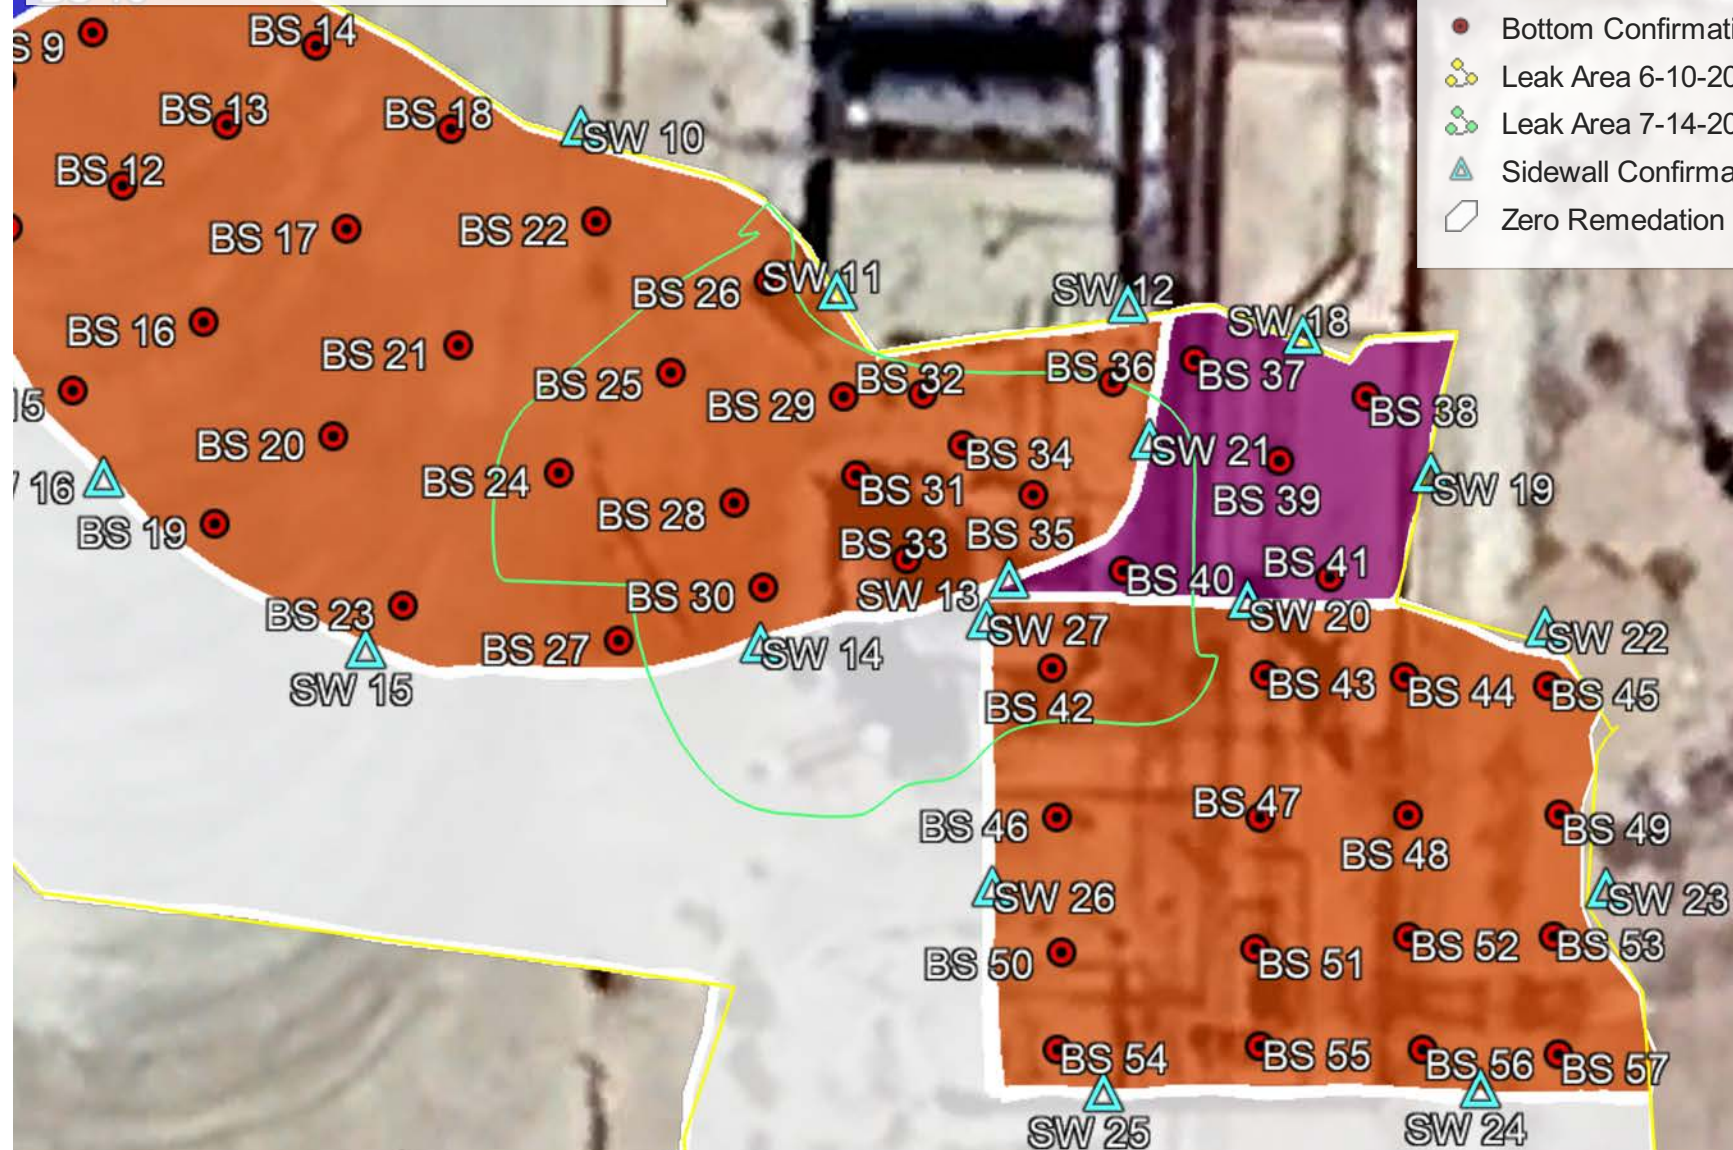 Bottom Confirmati
Leak Area 6-10-20
Leak Area 7-14-20
Sidewall Confirma
Zero Remedation
S 9
BS 14
BS 13
BS 18
SW 10
BS 12
BS 17
BS 22
BS 26
SW 11
SW 12
SW 18
BS 16
BS 21
BS 25
BS 29
BS 32
BS 36
BS 37
BS 38
15
BS 20
BS 24
BS 28
BS 31
BS 34
SW 21
BS 39
SW 19
16
BS 19
BS 33
BS 35
BS 40
BS 41
BS 23
BS 30
SW 13
SW 27
SW 20
SW 22
BS 27
SW 14
SW 15
BS 42
BS 43
BS 44
BS 45
BS 46
BS 47
BS 48
BS 49
SW 26
SW 23
BS 50
BS 51
BS 52
BS 53
BS 54
BS 55
BS 56
BS 57
SW 25
SW 24